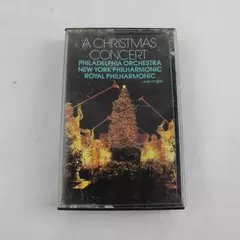 A CHRISTMAS
CONCERT
PHILADELPHIA ORCHESTRA
NEW YORK PHILHARMONIC
ROYAL PHILHARMONIC